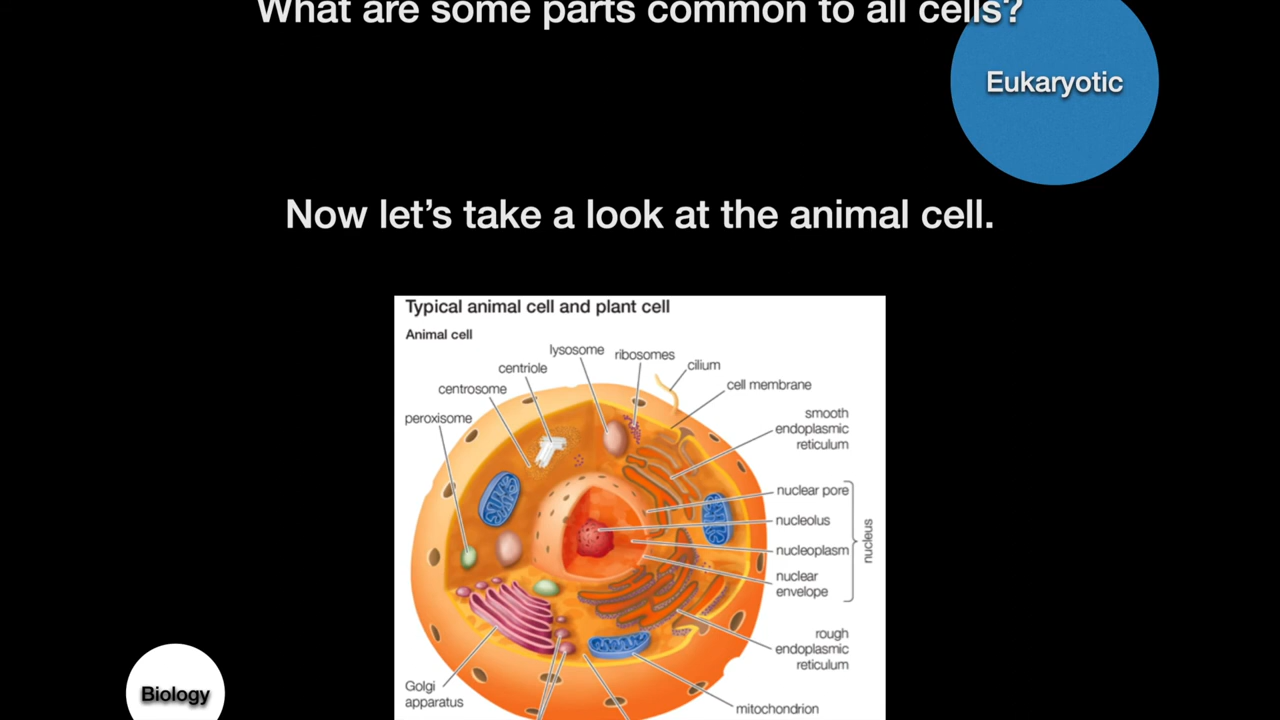 What are some parts common to all cells?
Eukaryotic
Now let's take a look at the animal cell.
Typical animal cell and plant cell
Animal cell
lysosome
ribosomes
cilium
centriole
cell membrane
centrosome
peroxisome
smooth
endoplasmic
reticulum
nuclear pore
nucleolus
nucleoplasm
nuclear
envelope
nucleus
rough
endoplasmic
reticulum
Golgi
apparatus
mitochondrion
Biology